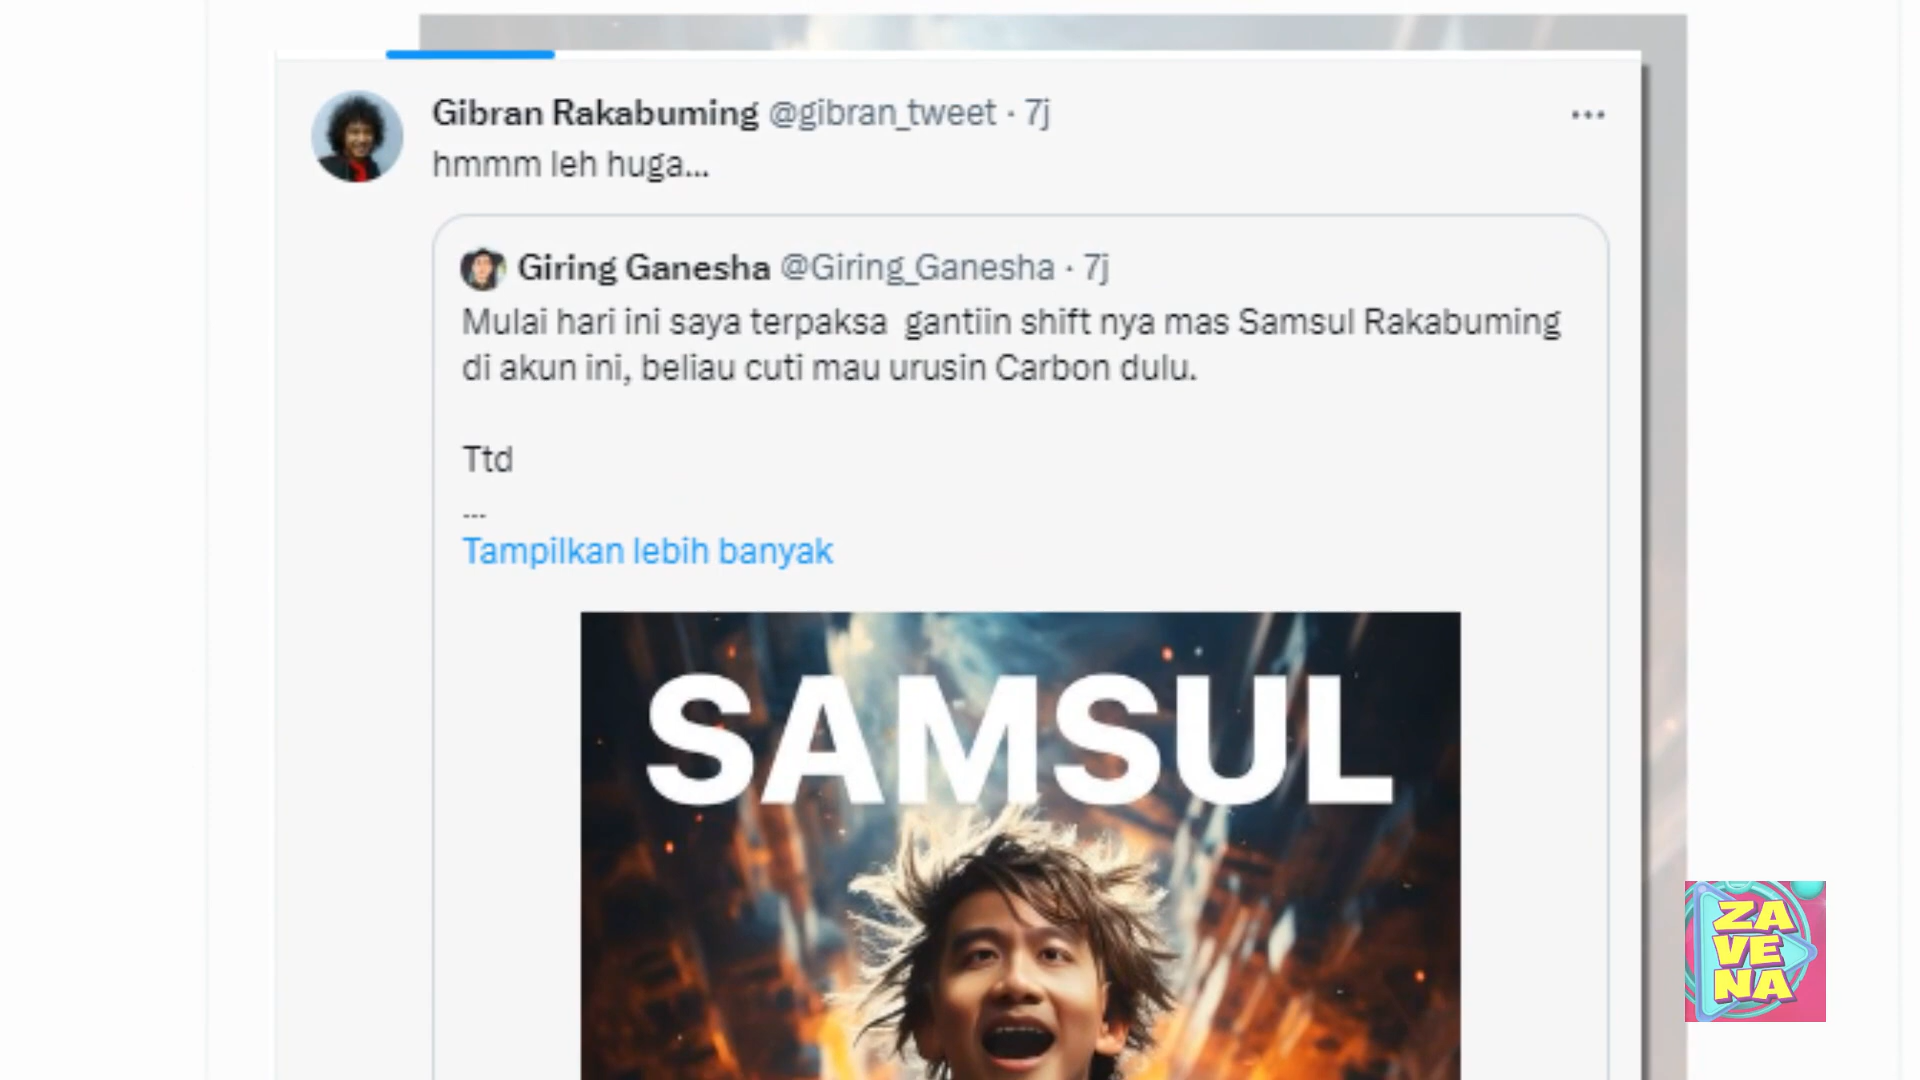 Gibran Rakabuming @gibran_tweet · 7j
hmmm leh huga...
Giring Ganesha @Giring_Ganesha · 7j
Mulai hari ini saya terpaksa  gantiin shift nya mas Samsul Rakabuming
di akun ini, beliau cuti mau urusin Carbon dulu.
Ttd
...
Tampilkan lebih banyak
SAMSUL
ZA
VE
NA